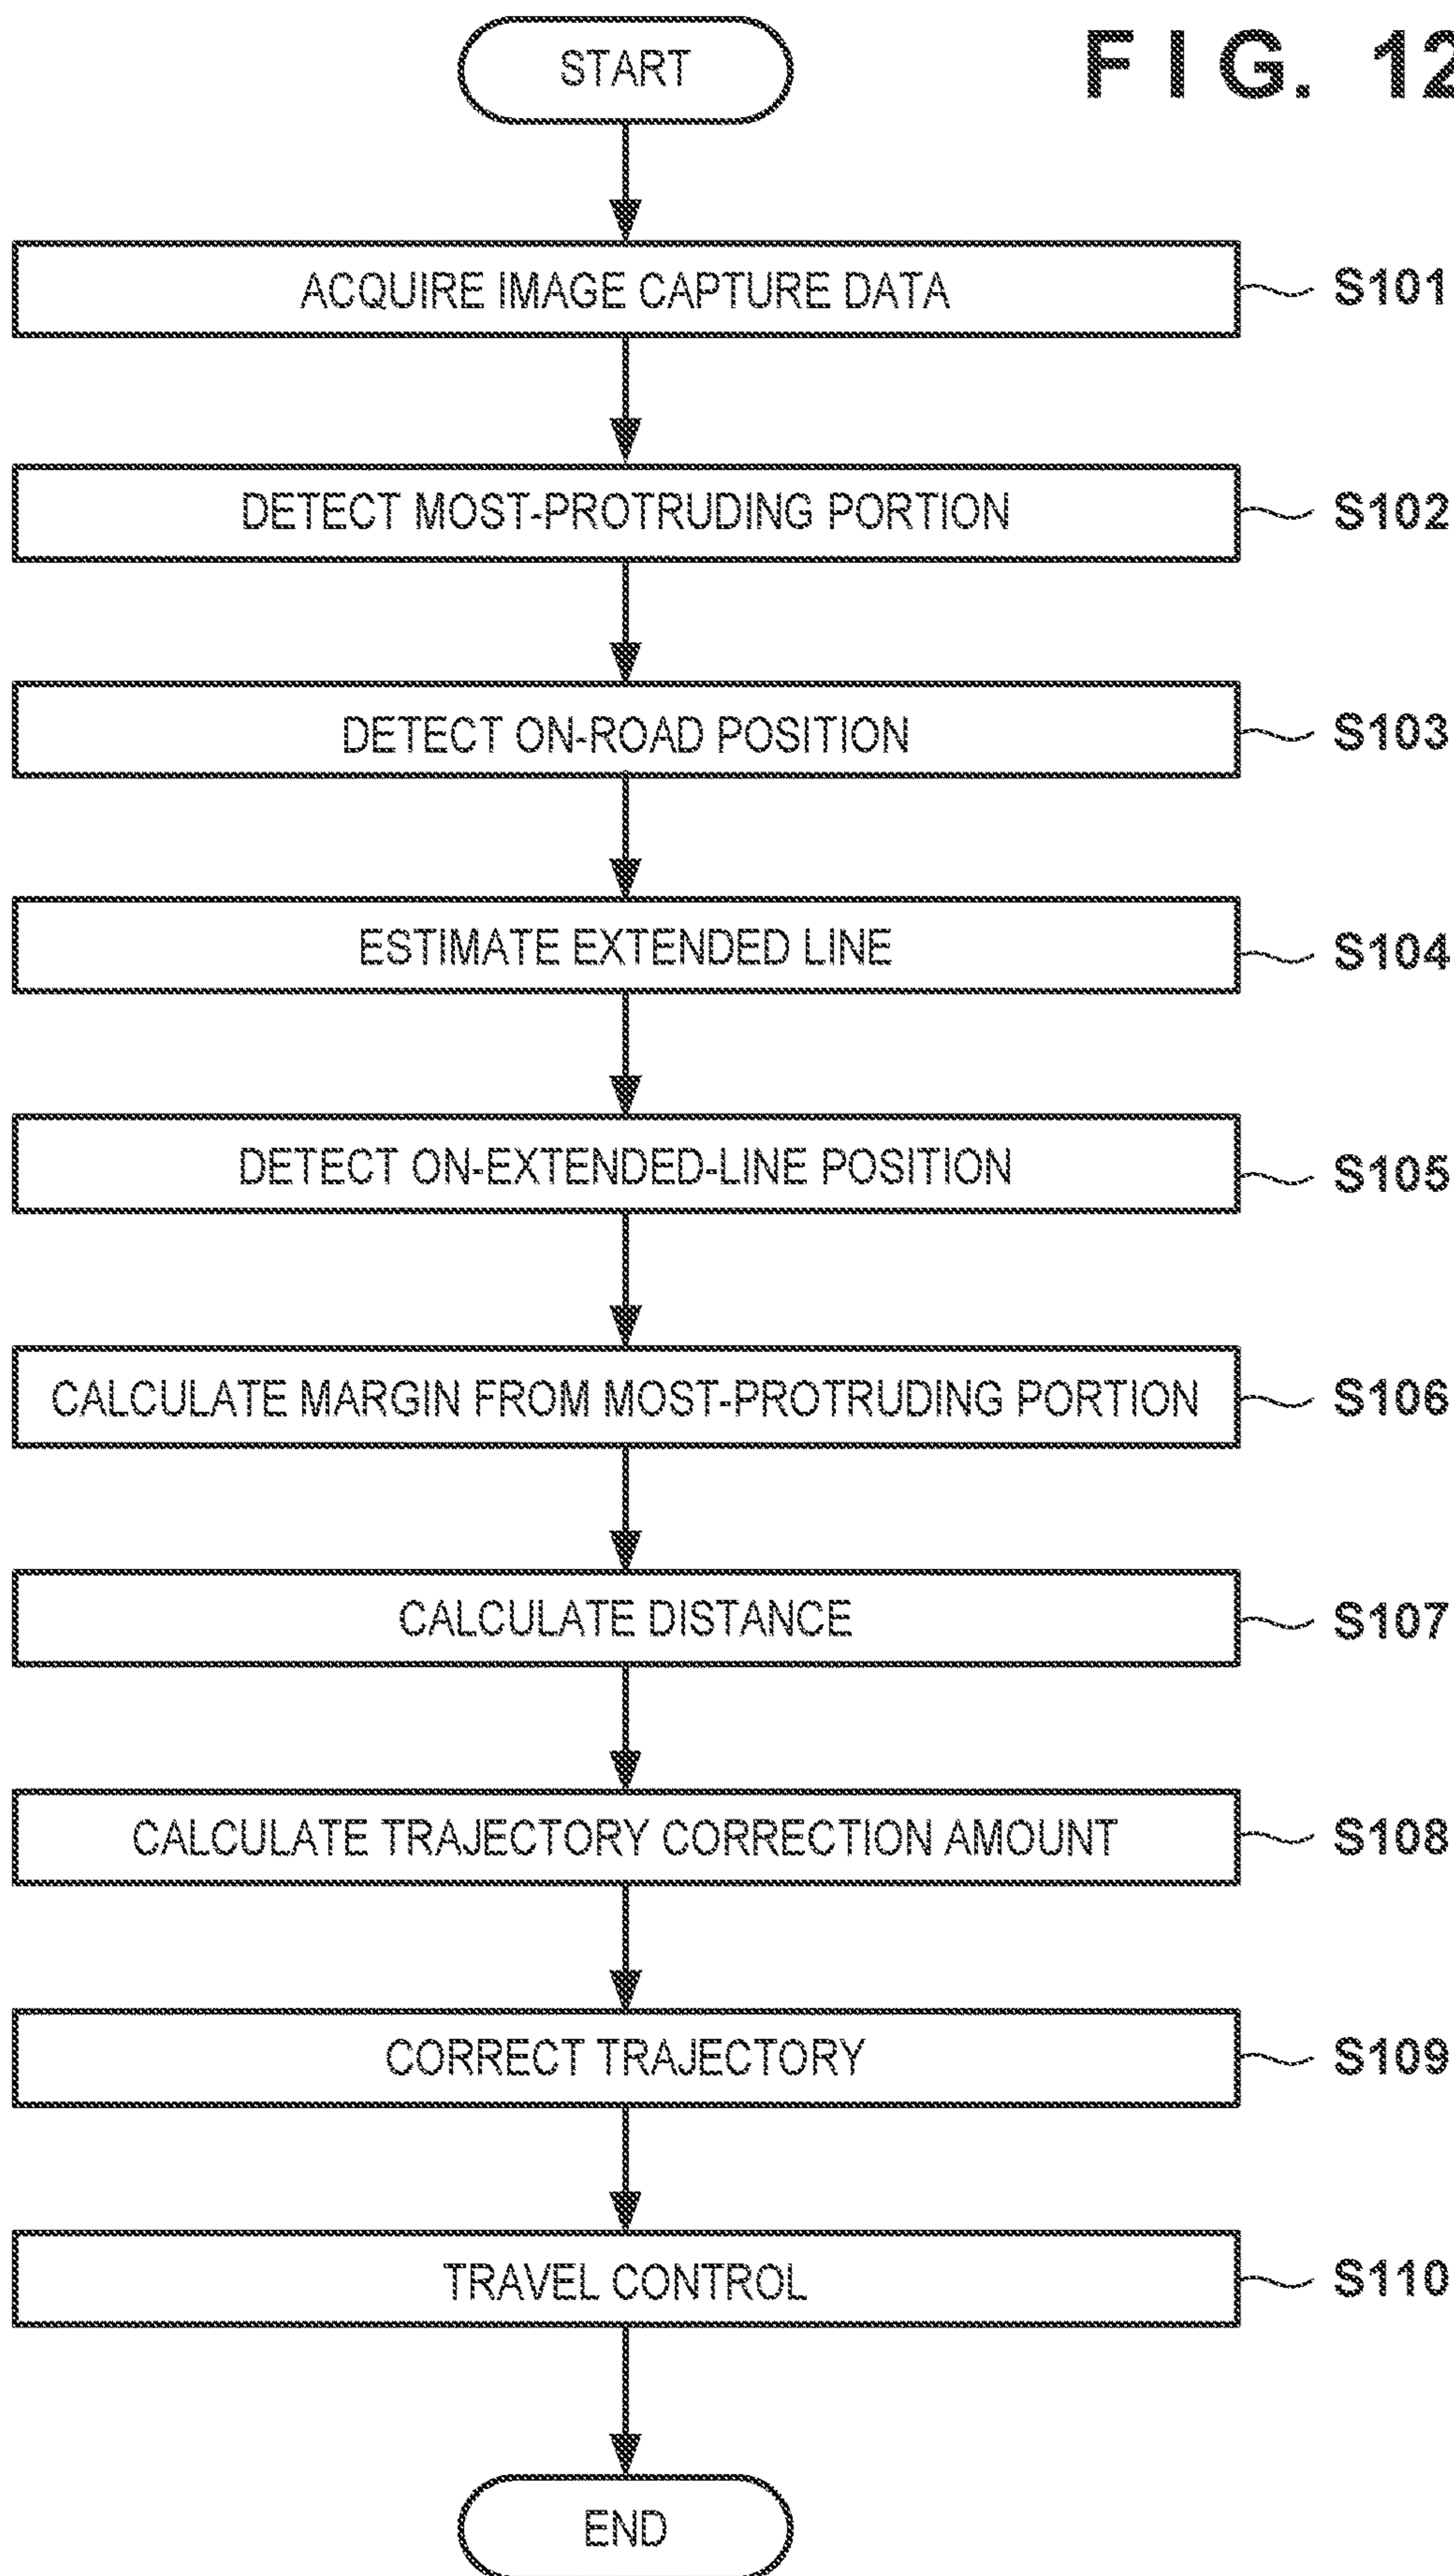 FIG. 12
START
ACQUIRE IMAGE CAPTURE DATA S101
DETECT MOST-PROTRUDING PORTION S102
DETECT ON-ROAD POSITION S103
ESTIMATE EXTENDED LINE S104
DETECT ON-EXTENDED-LINE POSITION S105
CALCULATE MARGIN FROM MOST-PROTRUDING PORTION S106
CALCULATE DISTANCE S107
CALCULATE TRAJECTORY CORRECTION AMOUNT S108
CORRECT TRAJECTORY S109
TRAVEL CONTROL S110
END